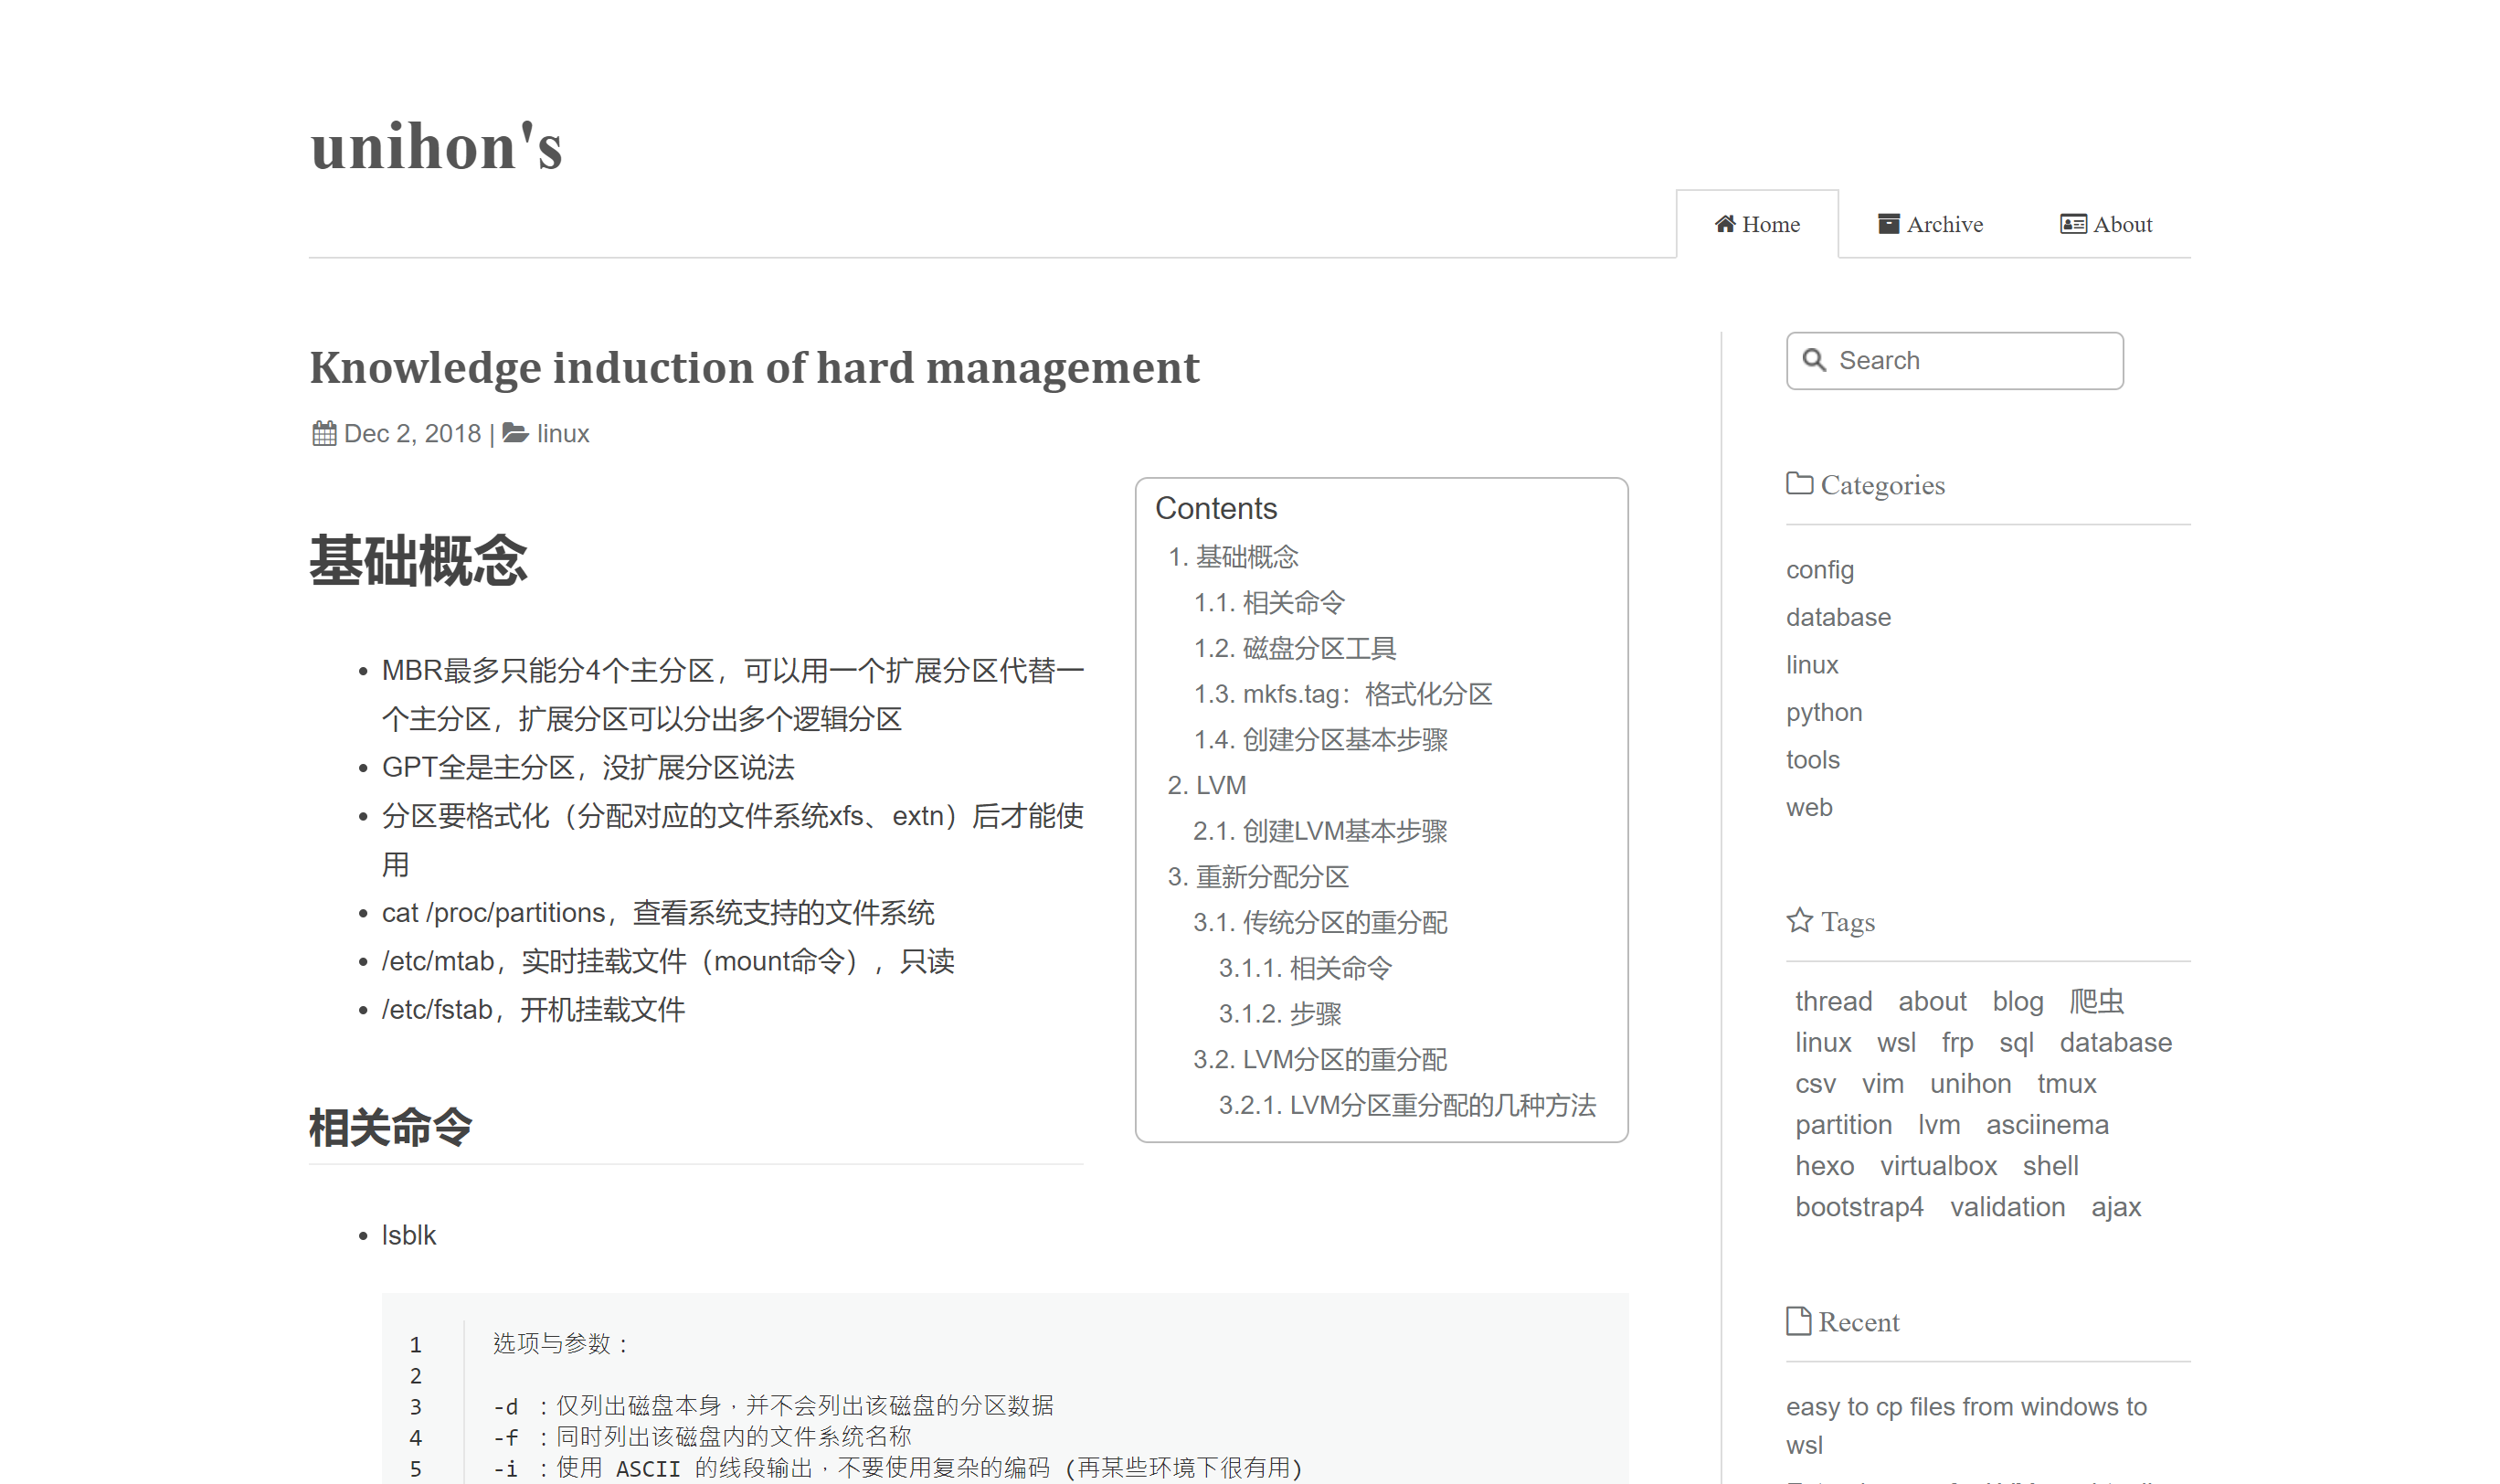 unihon's
Home
Archive
About
Knowledge induction of hard management
Dec 2, 2018 | linux
基础概念
MBR最多只能分4个主分区，可以用一个扩展分区代替一
个主分区，扩展分区可以分出多个逻辑分区
GPT全是主分区，没扩展分区说法
分区要格式化（分配对应的文件系统xfs、extn）后才能使
用
cat /proc/partitions，查看系统支持的文件系统
/etc/mtab，实时挂载文件（mount命令），只读
/etc/fstab，开机挂载文件
Contents
1. 基础概念
1.1. 相关命令
1.2. 磁盘分区工具
1.3. mkfs.tag：格式化分区
1.4. 创建分区基本步骤
2. LVM
2.1. 创建LVM基本步骤
3. 重新分配分区
3.1. 传统分区的重分配
3.1.1. 相关命令
3.1.2. 步骤
3.2. LVM分区的重分配
3.2.1. LVM分区重分配的几种方法
相关命令
lsblk
1 选项与参数：
2
3 -d ：仅列出磁盘本身，并不会列出该磁盘的分区数据
4 -f ：同时列出该磁盘内的文件系统名称
5 -i ：使用 ASCII 的线段输出，不要使用复杂的编码 (再某些环境下很有用)
Search
Categories
config
database
linux
python
tools
web
Tags
thread about blog 爬虫
linux wsl frp sql database
csv vim unihon tmux
partition lvm asciinema
hexo virtualbox shell
bootstrap4 validation ajax
Recent
easy to cp files from windows to
wsl